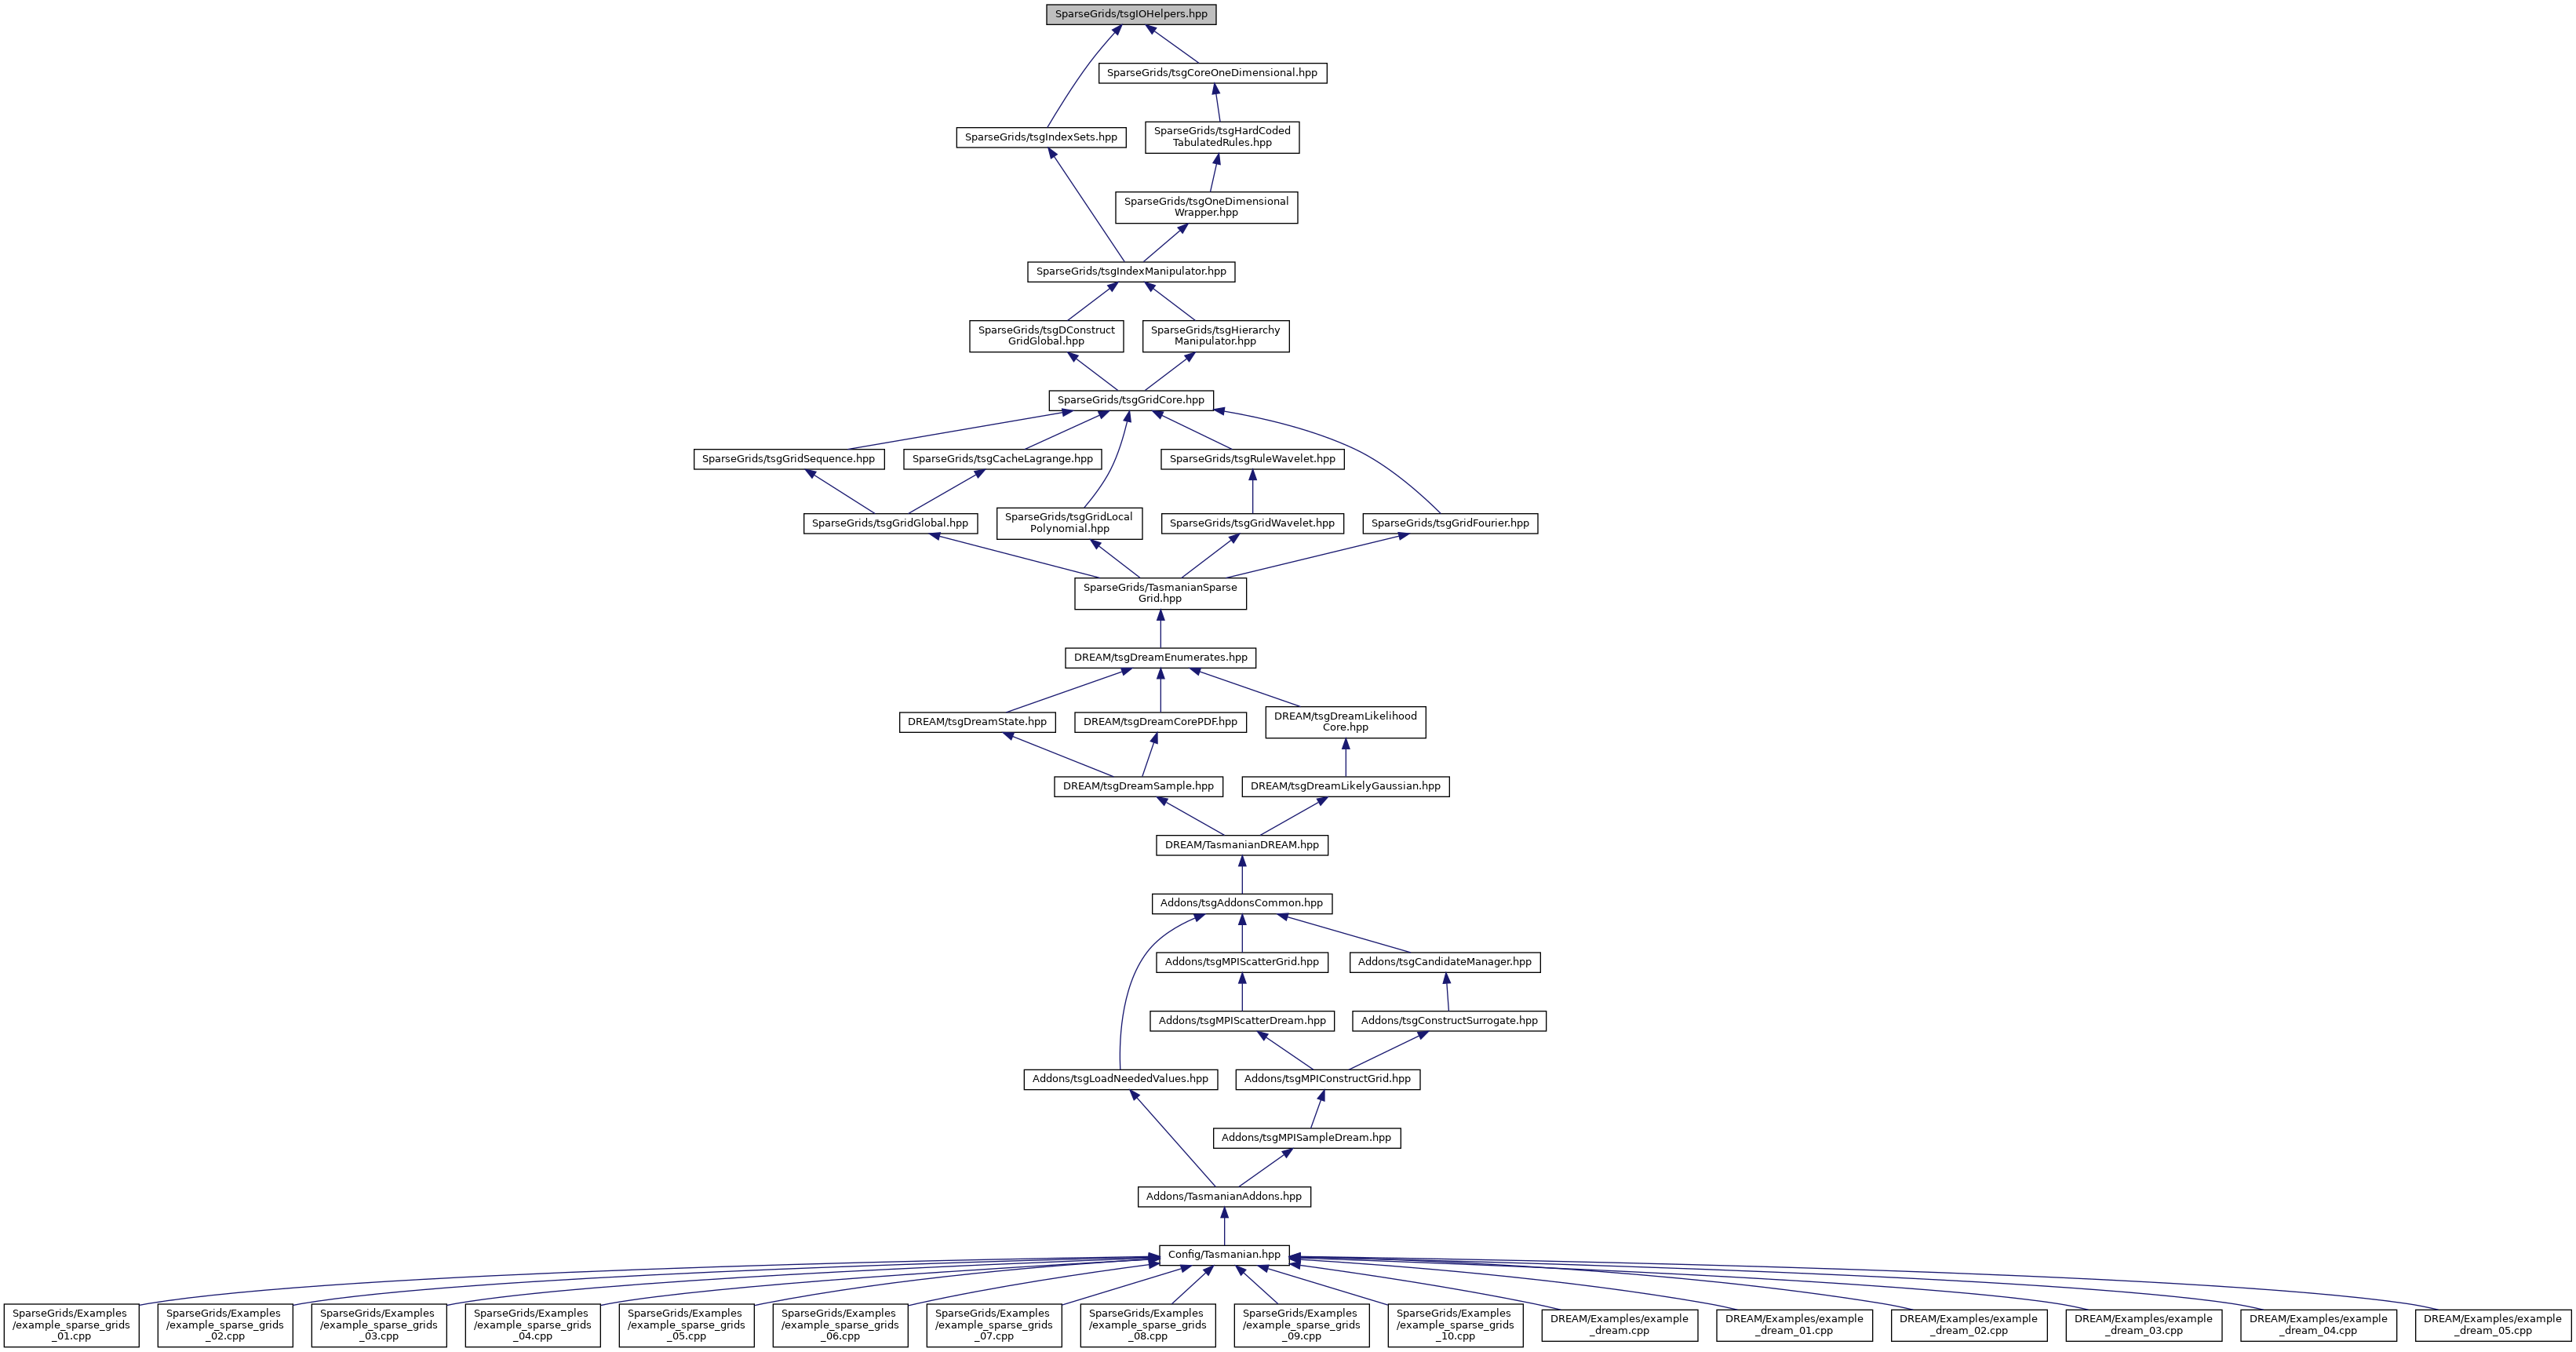 SparseGrids/tsgIOHelpers.hpp
SparseGrids/tsgCoreOneDimensional.hpp
SparseGrids/tsgIndexSets.hpp
SparseGrids/tsgHardCoded
TabulatedRules.hpp
SparseGrids/tsgOneDimensional
Wrapper.hpp
SparseGrids/tsgIndexManipulator.hpp
SparseGrids/tsgDConstruct
GridGlobal.hpp
SparseGrids/tsgHierarchy
Manipulator.hpp
SparseGrids/tsgGridCore.hpp
SparseGrids/tsgGridSequence.hpp
SparseGrids/tsgCacheLagrange.hpp
SparseGrids/tsgRuleWavelet.hpp
SparseGrids/tsgGridGlobal.hpp
SparseGrids/tsgGridLocal
Polynomial.hpp
SparseGrids/tsgGridWavelet.hpp
SparseGrids/tsgGridFourier.hpp
SparseGrids/TasmanianSparse
Grid.hpp
DREAM/tsgDreamEnumerates.hpp
DREAM/tsgDreamState.hpp
DREAM/tsgDreamCorePDF.hpp
DREAM/tsgDreamLikelihood
Core.hpp
DREAM/tsgDreamSample.hpp
DREAM/tsgDreamLikelyGaussian.hpp
DREAM/TasmanianDREAM.hpp
Addons/tsgAddonsCommon.hpp
Addons/tsgMPIScatterGrid.hpp
Addons/tsgCandidateManager.hpp
Addons/tsgMPIScatterDream.hpp
Addons/tsgConstructSurrogate.hpp
Addons/tsgLoadNeededValues.hpp
Addons/tsgMPIConstructGrid.hpp
Addons/tsgMPISampleDream.hpp
Addons/TasmanianAddons.hpp
Config/Tasmanian.hpp
SparseGrids/Examples
/example_sparse_grids
_01.cpp
SparseGrids/Examples
/example_sparse_grids
_02.cpp
SparseGrids/Examples
/example_sparse_grids
_03.cpp
SparseGrids/Examples
/example_sparse_grids
_04.cpp
SparseGrids/Examples
/example_sparse_grids
_05.cpp
SparseGrids/Examples
/example_sparse_grids
_06.cpp
SparseGrids/Examples
/example_sparse_grids
_07.cpp
SparseGrids/Examples
/example_sparse_grids
_08.cpp
SparseGrids/Examples
/example_sparse_grids
_09.cpp
SparseGrids/Examples
/example_sparse_grids
_10.cpp
DREAM/Examples/example
_dream.cpp
DREAM/Examples/example
_dream_01.cpp
DREAM/Examples/example
_dream_02.cpp
DREAM/Examples/example
_dream_03.cpp
DREAM/Examples/example
_dream_04.cpp
DREAM/Examples/example
_dream_05.cpp